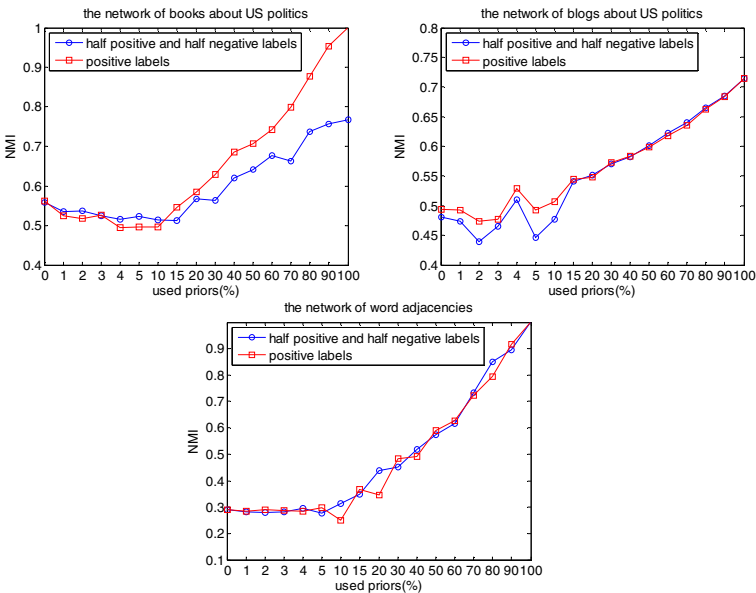 the network of books about US politics
half positive and half negative labels
positive labels
1
0.9
0.8
0.7
0.6
0.5
0.4
NMI
0 1 2 3 4 5 10 15 20 30 40 50 60 70 80 90 100
used priors(%)
the network of blogs about US politics
half positive and half negative labels
positive labels
0.8
0.75
0.7
0.65
0.6
0.55
0.5
0.45
0.4
NMI
0 1 2 3 4 5 10 15 20 30 40 50 60 70 80 90 100
used priors(%)
the network of word adjacencies
half positive and half negative labels
positive labels
0.9
0.8
0.7
0.6
0.5
0.4
0.3
0.2
0.1
NMI
0 1 2 3 4 5 10 15 20 30 40 50 60 70 80 90 100
used priors(%)